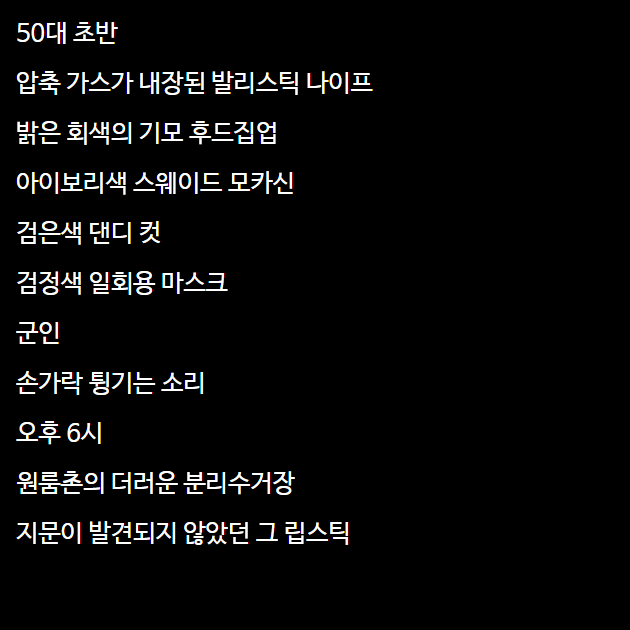 50대 초반
압축 가스가 내장된 발리스틱 나이프
밝은 회색의 기모 후드집업
아이보리색 스웨이드 모카신
검은색 댄디 컷
검정색 일회용 마스크
군인
손가락 튕기는 소리
오후 6시
원룸촌의 더러운 분리수거장
지문이 발견되지 않았던 그 립스틱